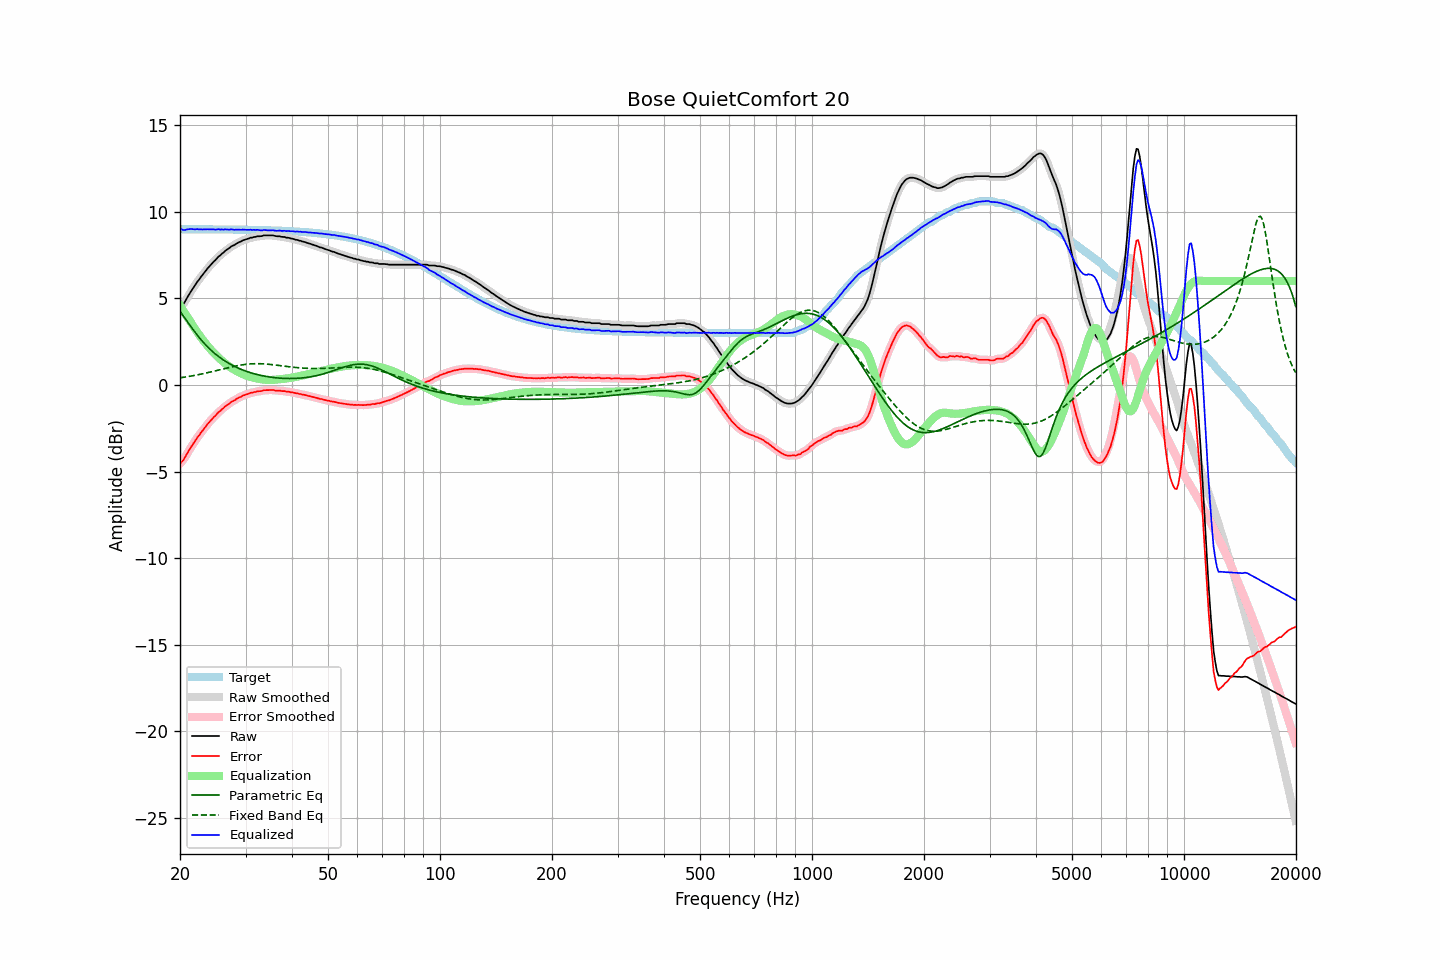 Bose QuietComfort 20
15
10
5
0
−5
−10
−15
−20
−25
Amplitude (dBr)
Target
Raw Smoothed
Error Smoothed
Raw
Error
Equalization
Parametric Eq
Fixed Band Eq
Equalized
20 50 100 200 500 1000 2000 5000 10000 20000
Frequency (Hz)